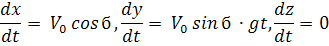 dx/dt = V₀ cos б, dy/dt = V₀ sin б · gt, dz/dt = 0